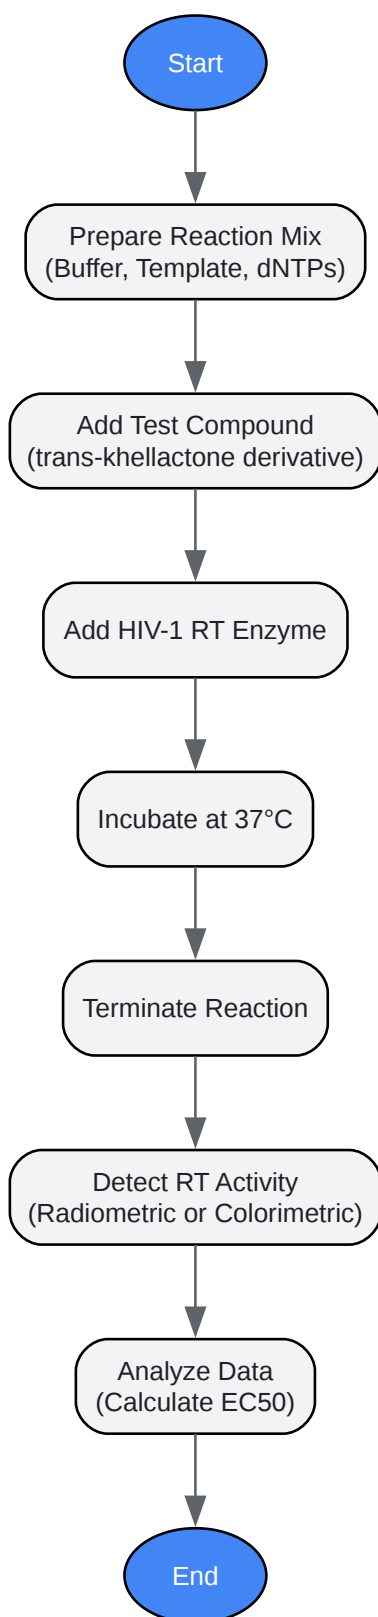 Start
Prepare Reaction Mix
(Buffer, Template, dNTPs)
Add Test Compound
(trans-khellactone derivative)
Add HIV-1 RT Enzyme
Incubate at 37°C
Terminate Reaction
Detect RT Activity
(Radiometric or Colorimetric)
Analyze Data
(Calculate EC50)
End